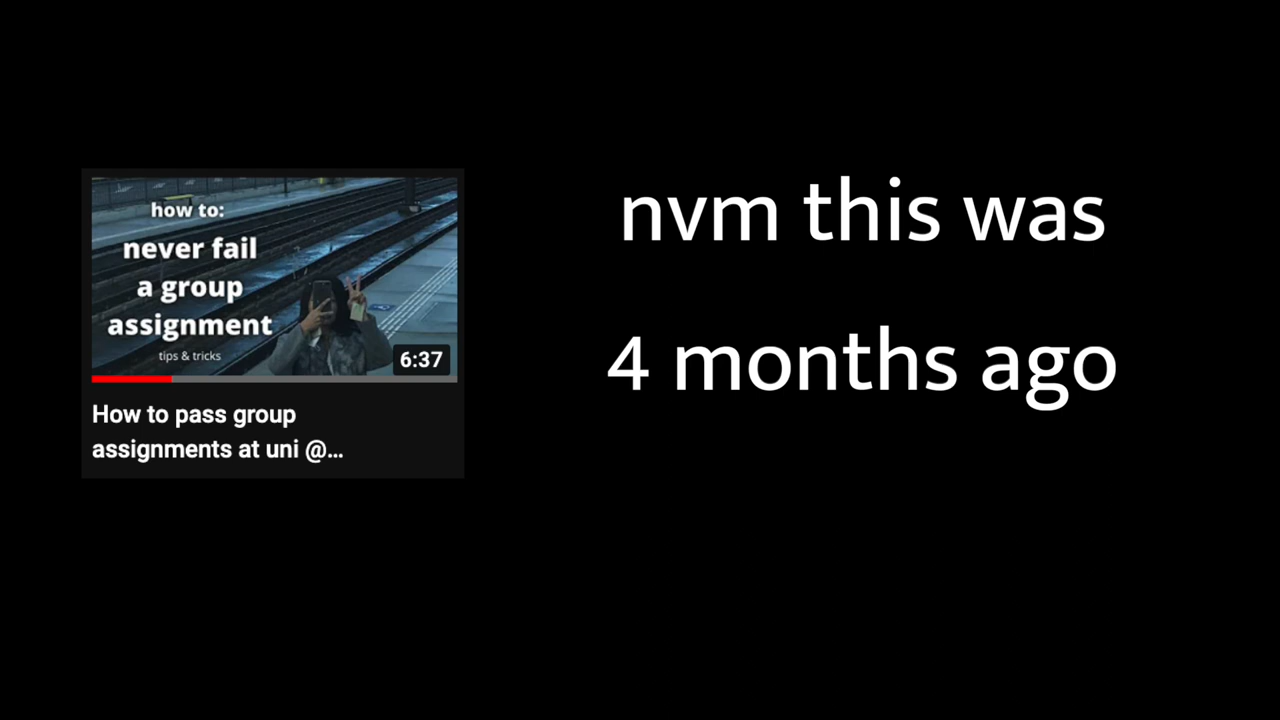 how to:
never fail
a group
assignment
tips & tricks
6:37
How to pass group
assignments at uni @...
nvm this was
4 months ago